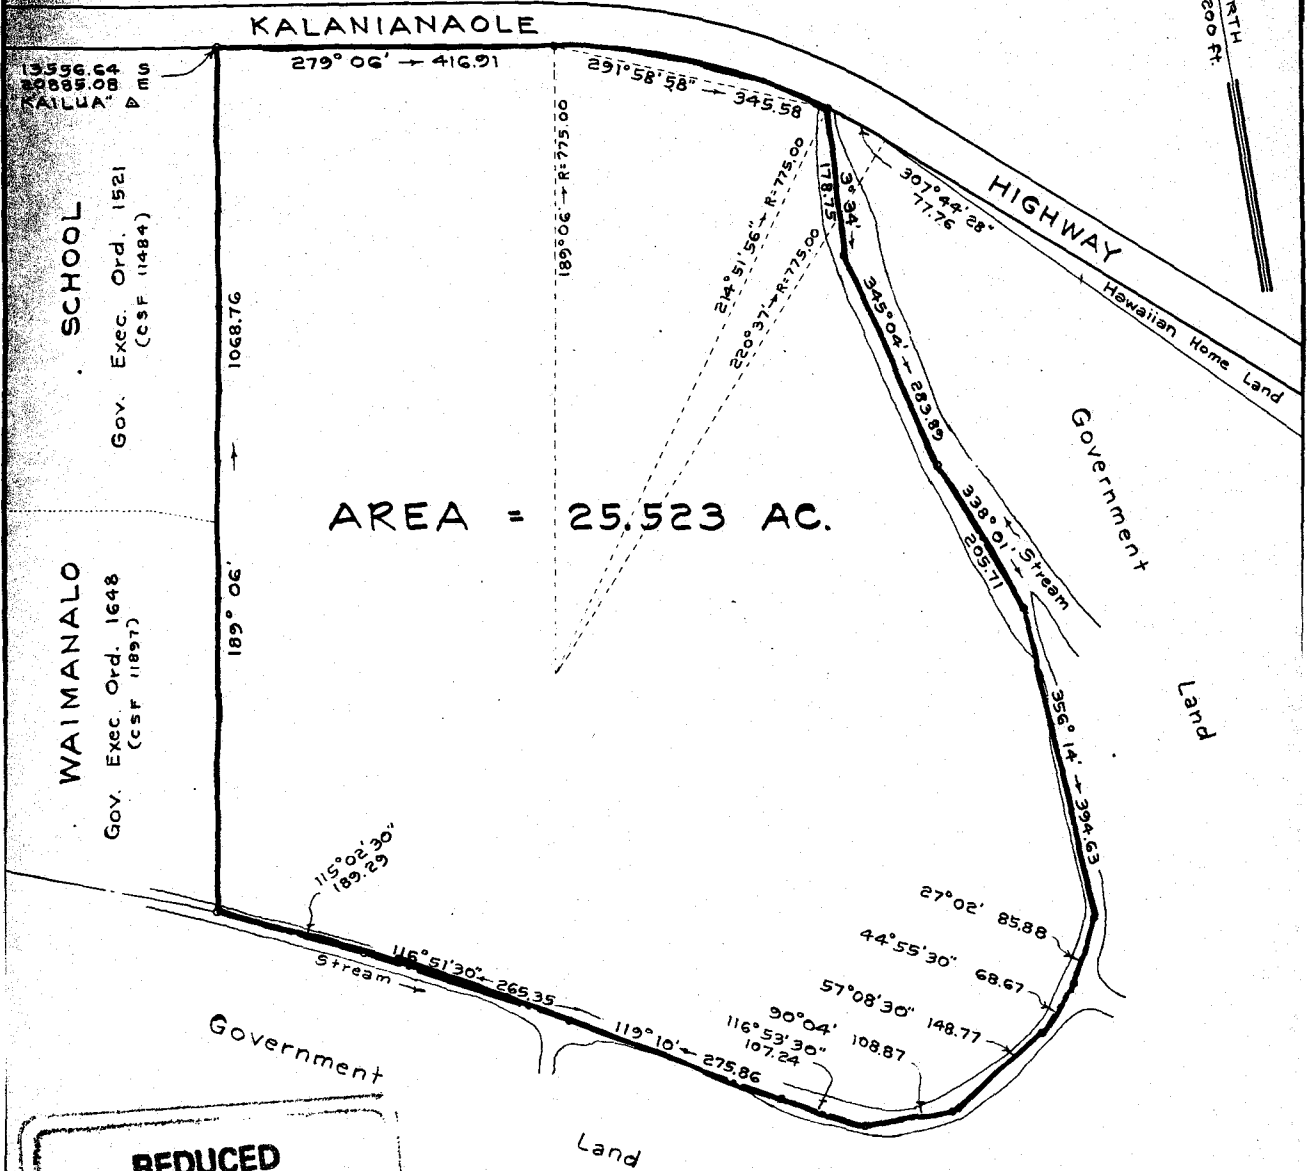 KALANIANAOLE
279° 06' → 416.91
291°58'58" → 345.58
RTH
200 ft.
20885.08 E
"KAILUA" △
SCHOOL
Gov. Exec. Ord. 1521
(CSF 11484)
1068.76
→
189° 06'
189°06' → R=775.00
214°51'56" → R=775.00
220°37' → R=775.00
3°34' →
178.75
307°44'28"
77.76
HIGHWAY
Hawaiian Home Land
345°04' ← 283.89
338°01' →
205.71
Stream
Government
Land
AREA = 25.523 AC.
WAIMANALO
Gov. Exec. Ord. 1648
(CSF 11897)
356° 14' → 394.63
115°02'30"
189.29
27°02' 85.88
44°55'30" 68.67
57°08'30" 148.77
90°04' 108.87
116°53'30"
107.24
116°51'30" ← 265.35
Stream →
119°10' ← 275.86
Government
Land
REDUCED